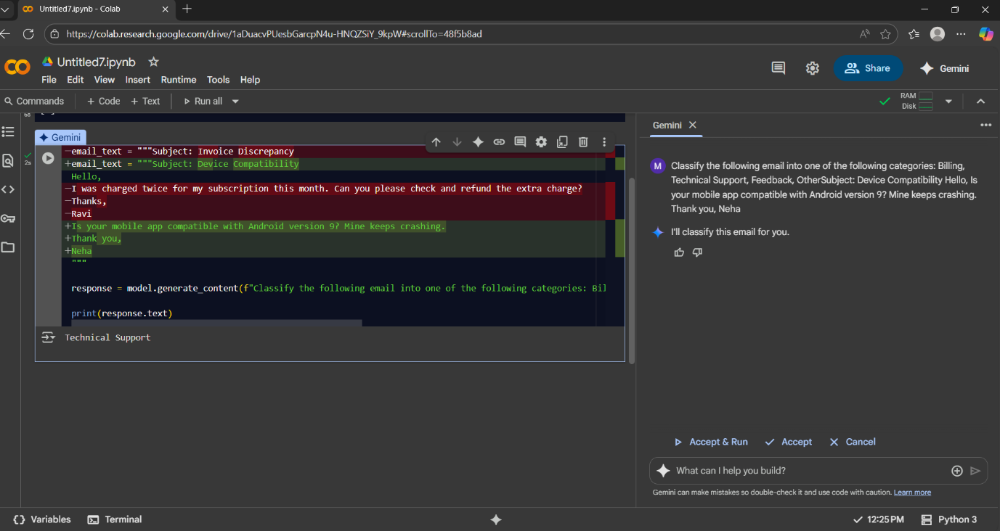 Untitled7.ipynb - Colab
https://colab.research.google.com/drive/1aDuacvPUesbGarcpN4u-HNQZSiY_9kpW#scrollTo=48f5b8ad
Untitled7.ipynb
File Edit View Insert Runtime Tools Help
Share
Gemini
Commands + Code + Text Run all
RAM
Disk
6s
Gemini
2s
−email_text = """Subject: Invoice Discrepancy
+email_text = """Subject: Device Compatibility
Hello,
−I was charged twice for my subscription this month. Can you please check and refund the extra charge?
−Thanks,
−Ravi
+Is your mobile app compatible with Android version 9? Mine keeps crashing.
+Thank you,
+Neha
"""
response = model.generate_content(f"Classify the following email into one of the following categories: Bil
print(response.text)
Technical Support
Gemini
M
Classify the following email into one of the following categories: Billing,
Technical Support, Feedback, OtherSubject: Device Compatibility Hello, Is
your mobile app compatible with Android version 9? Mine keeps crashing.
Thank you, Neha
I'll classify this email for you.
Accept & Run Accept Cancel
What can I help you build?
Gemini can make mistakes so double-check it and use code with caution. Learn more
Variables Terminal
12:25 PM Python 3